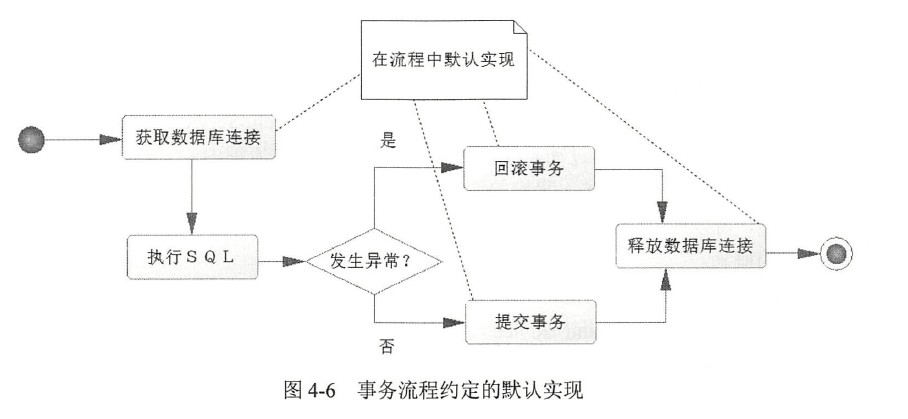 在流程中默认实现
获取数据库连接
是
回滚事务
执行ＳＱＬ
发生异常？
释放数据库连接
提交事务
否
图 4-6 事务流程约定的默认实现